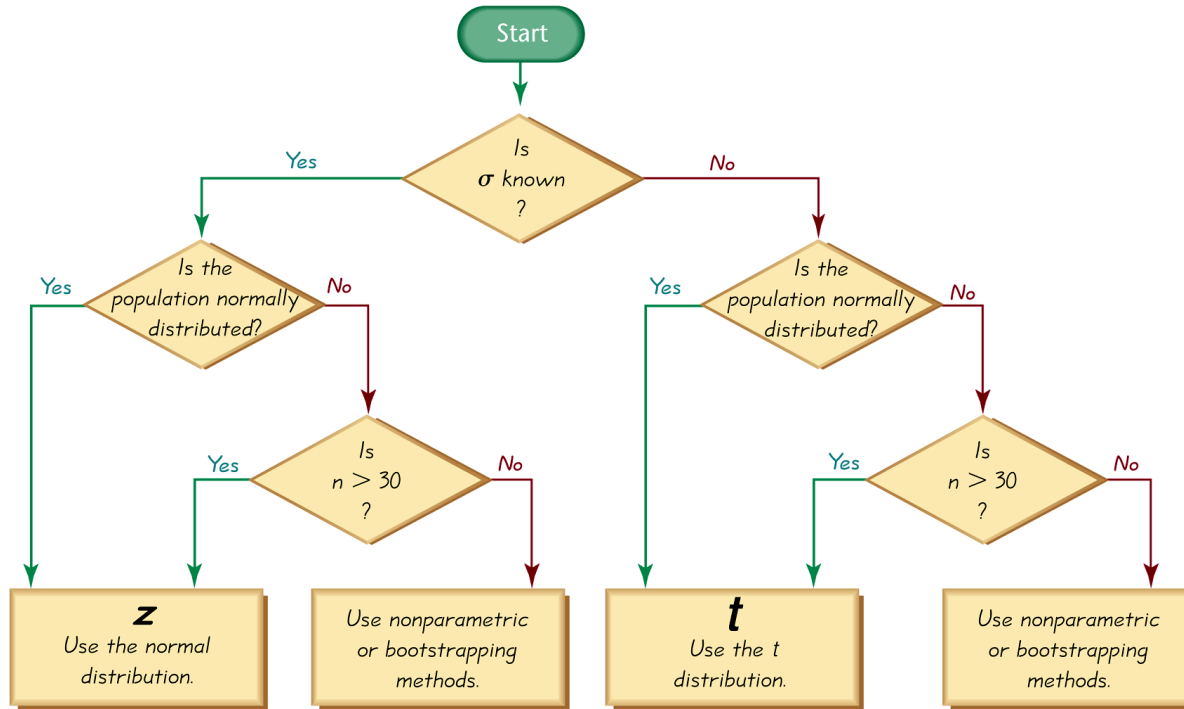 Start
Is
σ known
?
Yes
No
Is the
population normally
distributed?
Yes
No
Is the
population normally
distributed?
Yes
No
Is
n > 30
?
Yes
No
Is
n > 30
?
Yes
No
z
Use the normal
distribution.
Use nonparametric
or bootstrapping
methods.
t
Use the t
distribution.
Use nonparametric
or bootstrapping
methods.